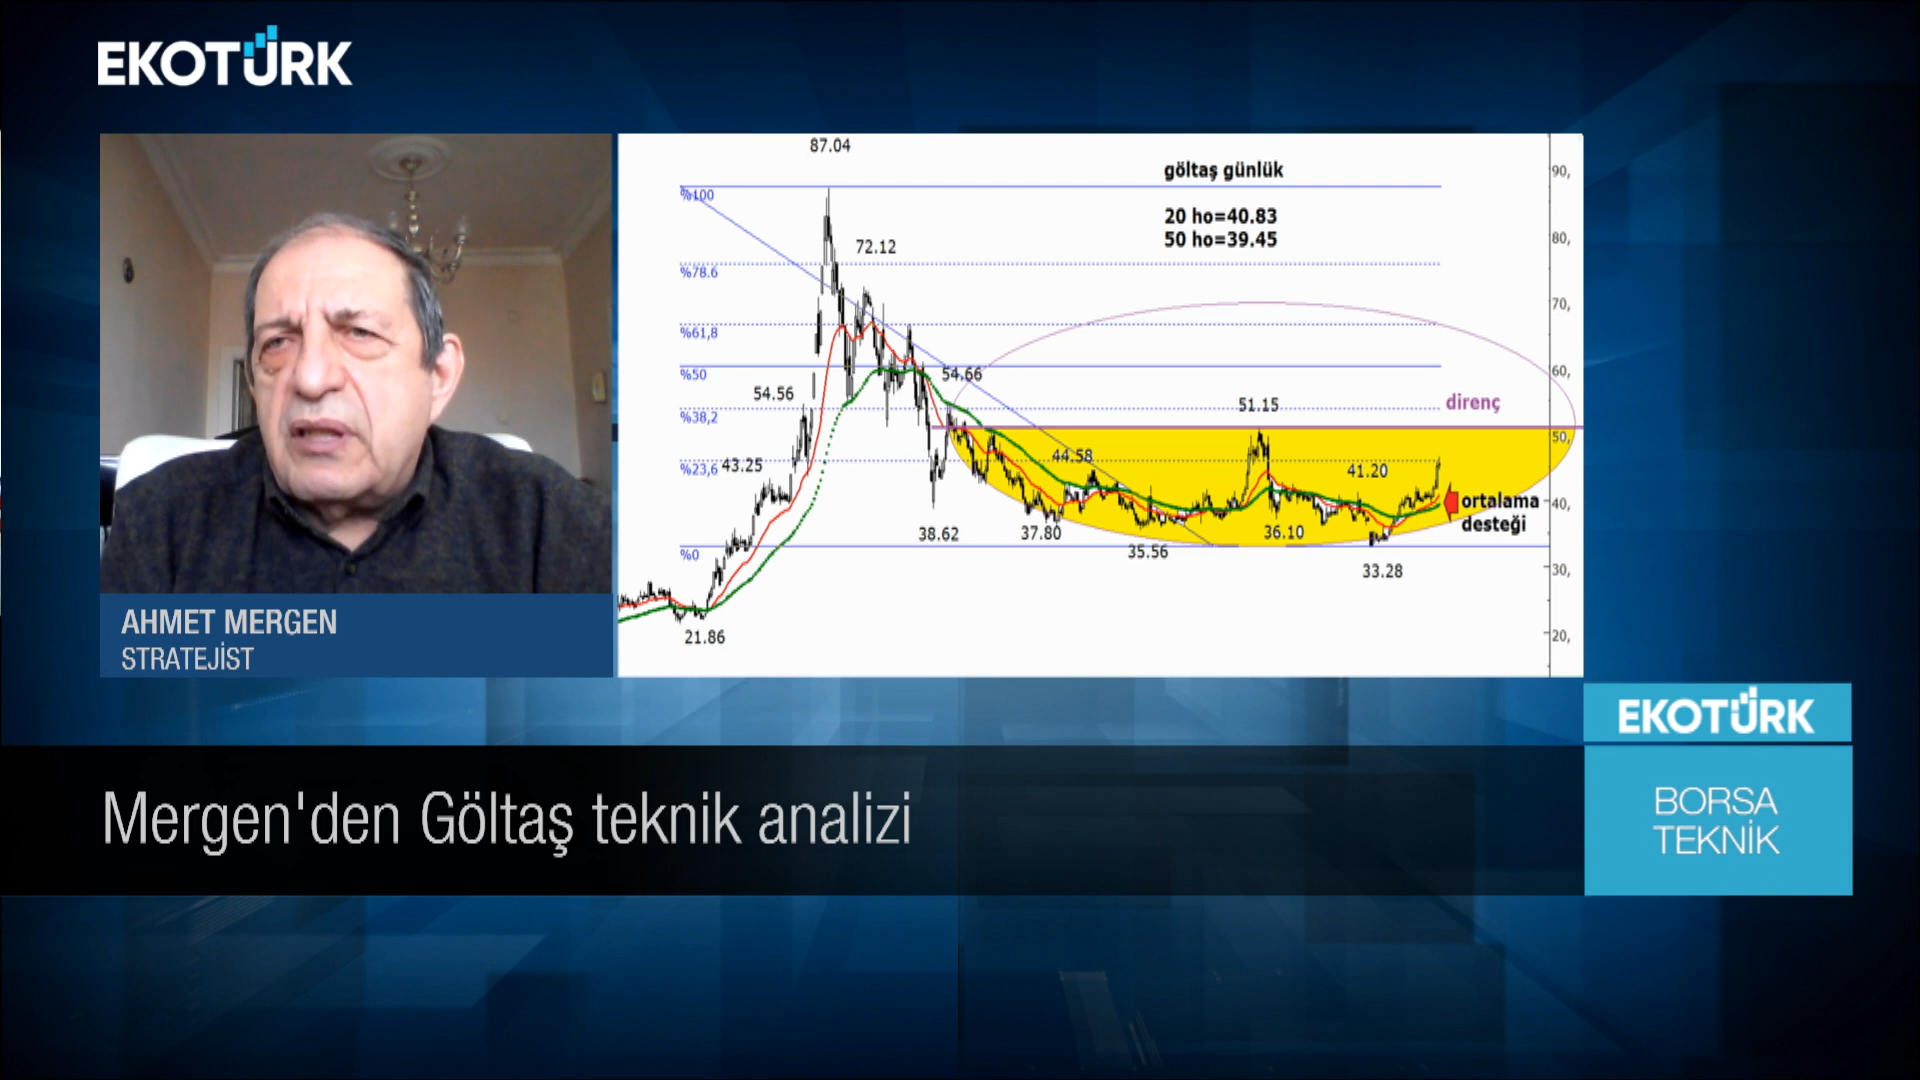 EKOTÜRK
87.04
göltaş günlük
%100
20 ho=40.83
50 ho=39.45
72.12
%78.6
%61,8
%50
54.66
54.56
%38,2
51.15
direnç
44.58
%23,6
43.25
41.20
ortalama
desteği
38.62
37.80
36.10
%0
35.56
33.28
21.86
90,
80,
70,
60,
50,
40,
30,
20,
AHMET MERGEN
STRATEJİST
EKOTÜRK
Mergen'den Göltaş teknik analizi
BORSA
TEKNİK